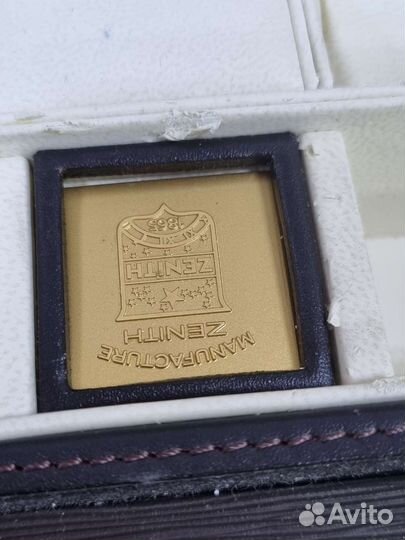 MANUFACTURE
ZENITH
ZENITH
1865
Avito